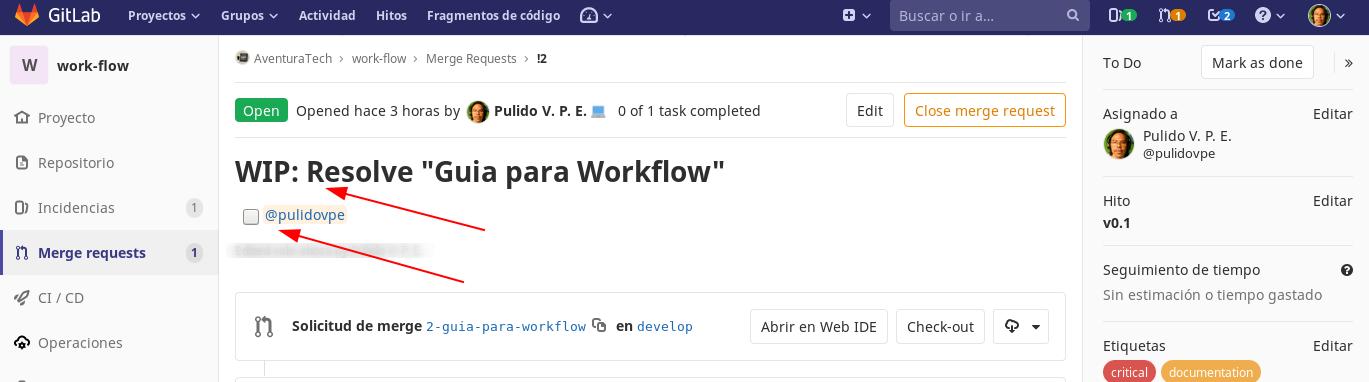 GitLab Proyectos Grupos Actividad Hitos Fragmentos de código Buscar o ir a... 1 1 2
W work-flow
Proyecto
Repositorio
Incidencias 1
Merge requests 1
CI / CD
Operaciones
AventuraTech > work-flow > Merge Requests > !2
Open Opened hace 3 horas by Pulido V. P. E. 0 of 1 task completed Edit Close merge request
WIP: Resolve "Guia para Workflow"
@pulidovpe
Solicitud de merge 2-guia-para-workflow en develop Abrir en Web IDE Check-out
To Do Mark as done »
Asignado a Editar
Pulido V. P. E.
@pulidovpe
Hito Editar
v0.1
Seguimiento de tiempo
Sin estimación o tiempo gastado
Etiquetas Editar
critical documentation